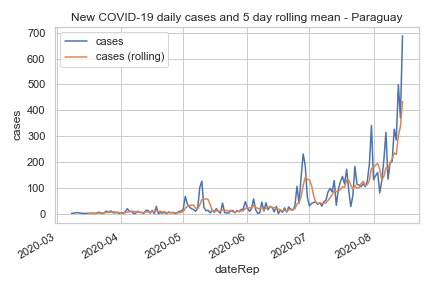 New COVID-19 daily cases and 5 day rolling mean - Paraguay
cases
cases (rolling)
700
600
500
400
300
200
100
0
cases
2020-03
2020-04
2020-05
2020-06
2020-07
2020-08
dateRep